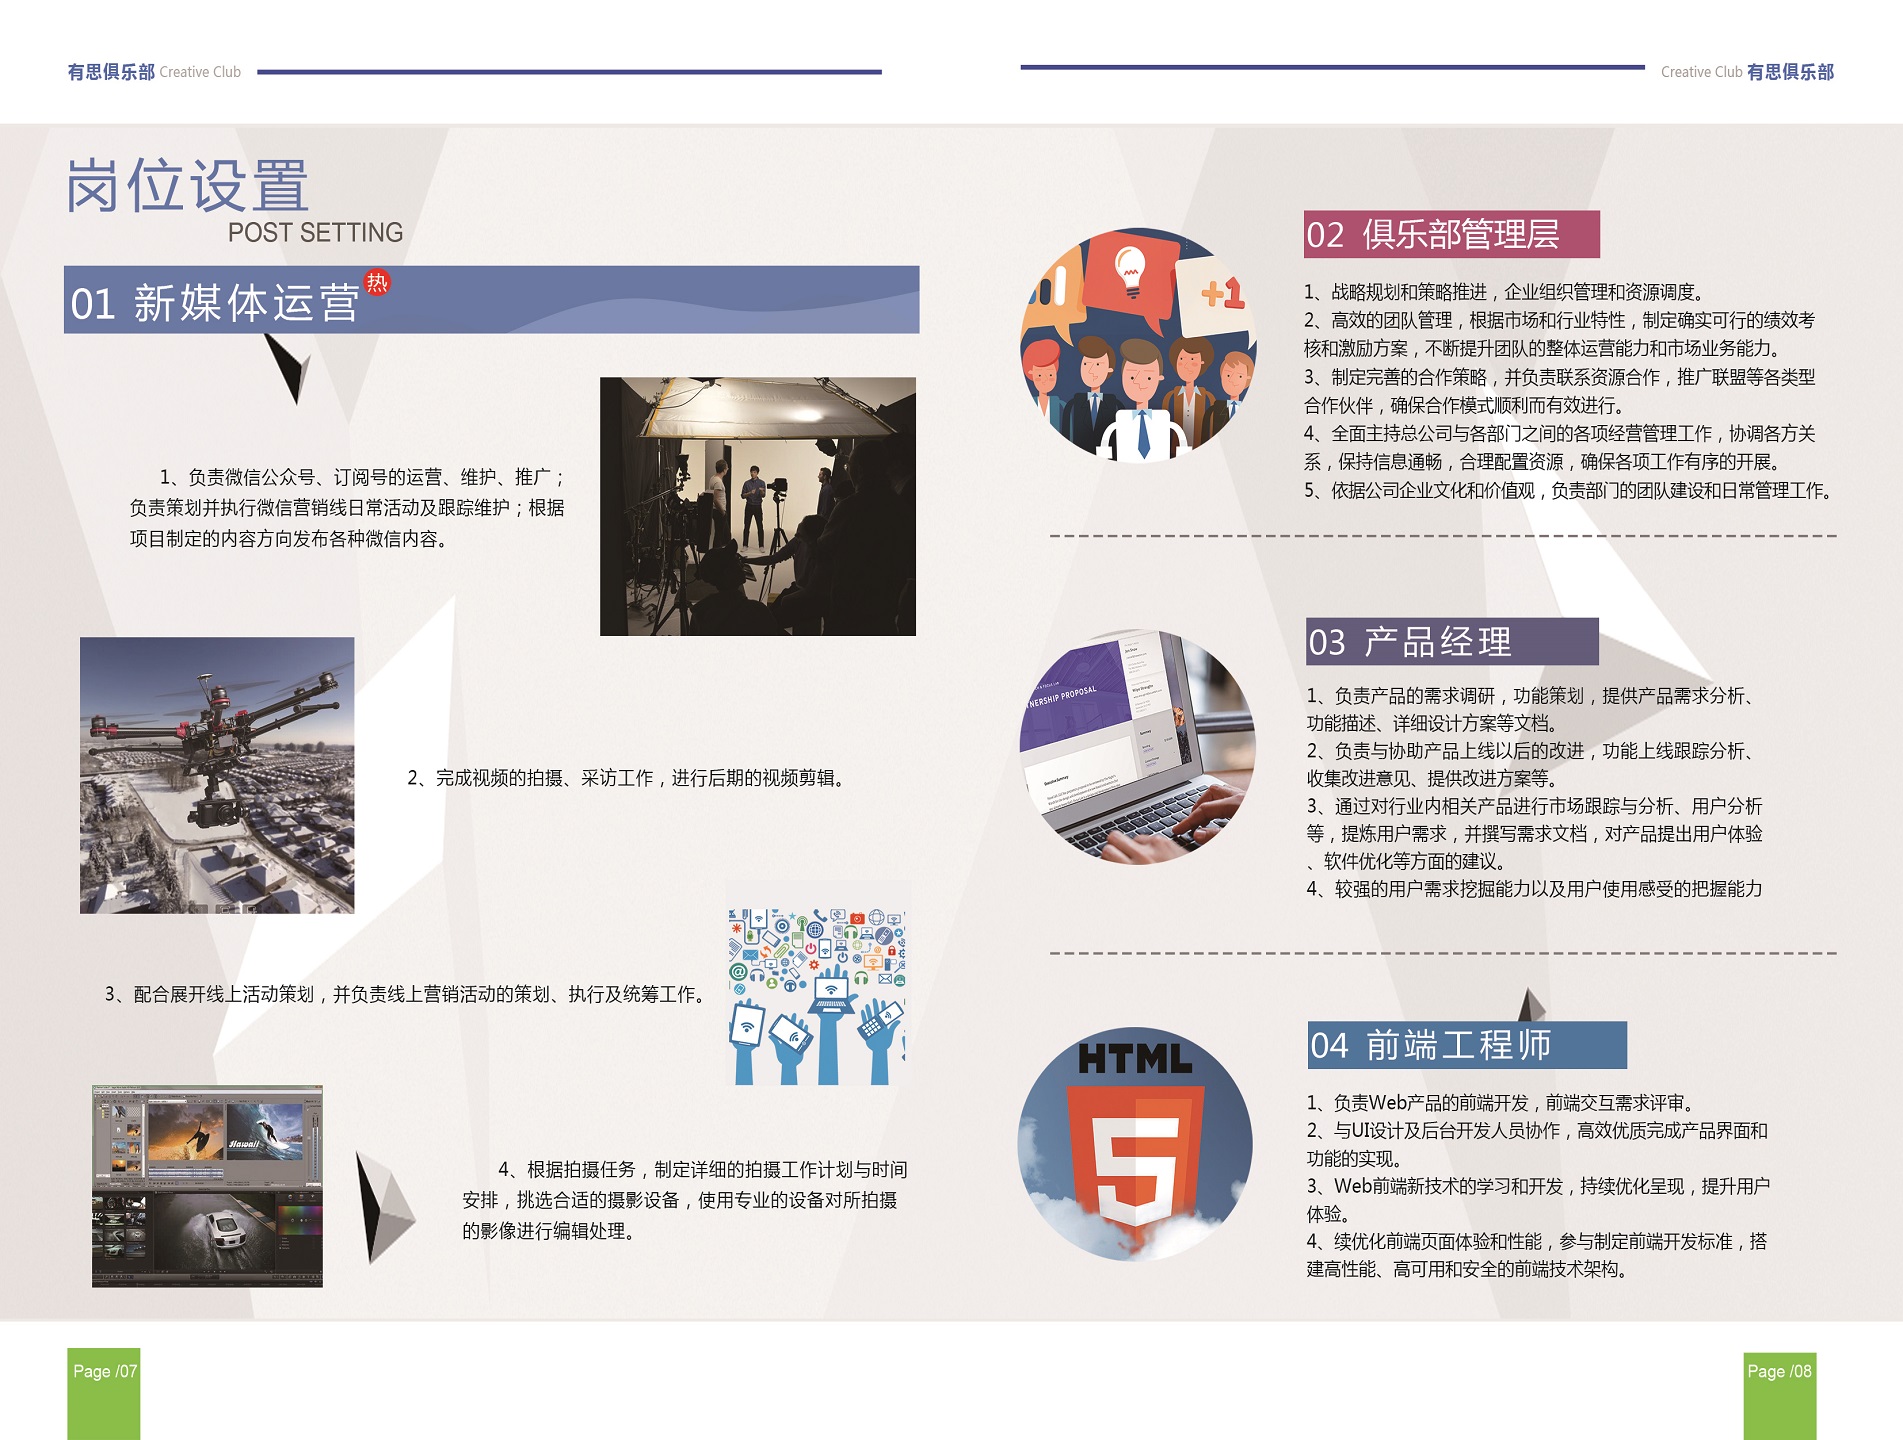 有思俱乐部 Creative Club
岗位设置
POST SETTING
01 新媒体运营 热
1、负责微信公众号、订阅号的运营、维护、推广；
负责策划并执行微信营销线日常活动及跟踪维护；根据
项目制定的内容方向发布各种微信内容。
2、完成视频的拍摄、采访工作，进行后期的视频剪辑。
3、配合展开线上活动策划，并负责线上营销活动的策划、执行及统筹工作。
Hawaii
4、根据拍摄任务，制定详细的拍摄工作计划与时间
安排，挑选合适的摄影设备，使用专业的设备对所拍摄
的影像进行编辑处理。
Page /07
Creative Club 有思俱乐部
+1
02 俱乐部管理层
1、战略规划和策略推进，企业组织管理和资源调度。
2、高效的团队管理，根据市场和行业特性，制定确实可行的绩效考
核和激励方案，不断提升团队的整体运营能力和市场业务能力。
3、制定完善的合作策略，并负责联系资源合作，推广联盟等各类型
合作伙伴，确保合作模式顺利而有效进行。
4、全面主持总公司与各部门之间的各项经营管理工作，协调各方关
系，保持信息通畅，合理配置资源，确保各项工作有序的开展。
5、依据公司企业文化和价值观，负责部门的团队建设和日常管理工作。
NERSHIP PROPOSAL
03 产品经理
1、负责产品的需求调研，功能策划，提供产品需求分析、
功能描述、详细设计方案等文档。
2、负责与协助产品上线以后的改进，功能上线跟踪分析、
收集改进意见、提供改进方案等。
3、通过对行业内相关产品进行市场跟踪与分析、用户分析
等，提炼用户需求，并撰写需求文档，对产品提出用户体验
、软件优化等方面的建议。
4、较强的用户需求挖掘能力以及用户使用感受的把握能力
HTML
5
04 前端工程师
1、负责Web产品的前端开发，前端交互需求评审。
2、与UI设计及后台开发人员协作，高效优质完成产品界面和
功能的实现。
3、Web前端新技术的学习和开发，持续优化呈现，提升用户
体验。
4、续优化前端页面体验和性能，参与制定前端开发标准，搭
建高性能、高可用和安全的前端技术架构。
Page /08